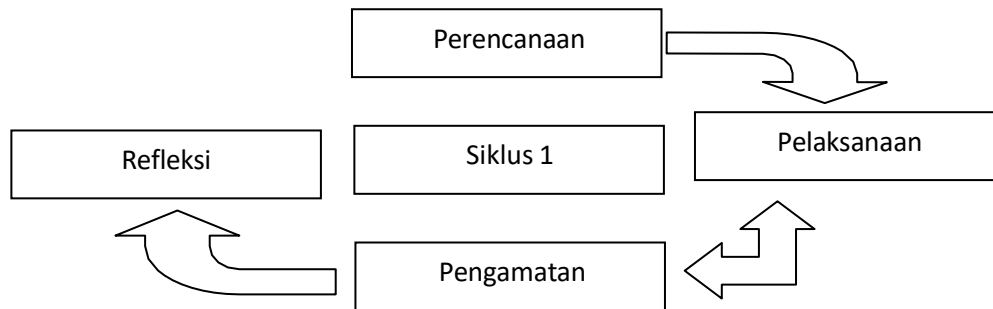 Perencanaan
Pelaksanaan
Refleksi
Siklus 1
Pengamatan